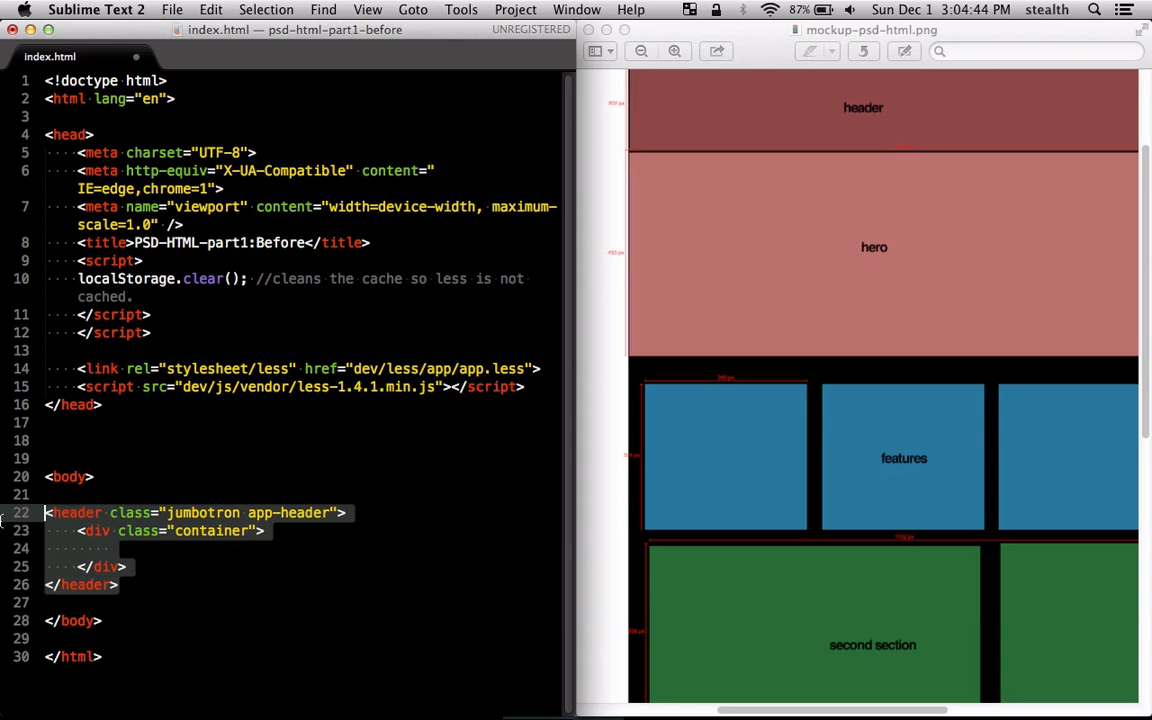 Sublime Text 2 File Edit Selection Find View Goto Tools Project Window Help 87% Sun Dec 1 3:04:44 PM stealth
index.html — psd-html-part1-before UNREGISTERED
mockup-psd-html.png
index.html
1 <!doctype html>
2 <html lang="en">
3
4 <head>
5 <meta charset="UTF-8">
6 <meta http-equiv="X-UA-Compatible" content="
IE=edge,chrome=1">
7 <meta name="viewport" content="width=device-width, maximum-
scale=1.0" />
8 <title>PSD-HTML-part1:Before</title>
9 <script>
10 localStorage.clear(); //cleans the cache so less is not
cached.
11 </script>
12 </script>
13
14 <link rel="stylesheet/less" href="dev/less/app/app.less">
15 <script src="dev/js/vendor/less-1.4.1.min.js"></script>
16 </head>
17
18
19
20 <body>
21
22 <header class="jumbotron app-header">
23 <div class="container">
24
25 </div>
26 </header>
27
28 </body>
29
30 </html>
header
hero
features
second section